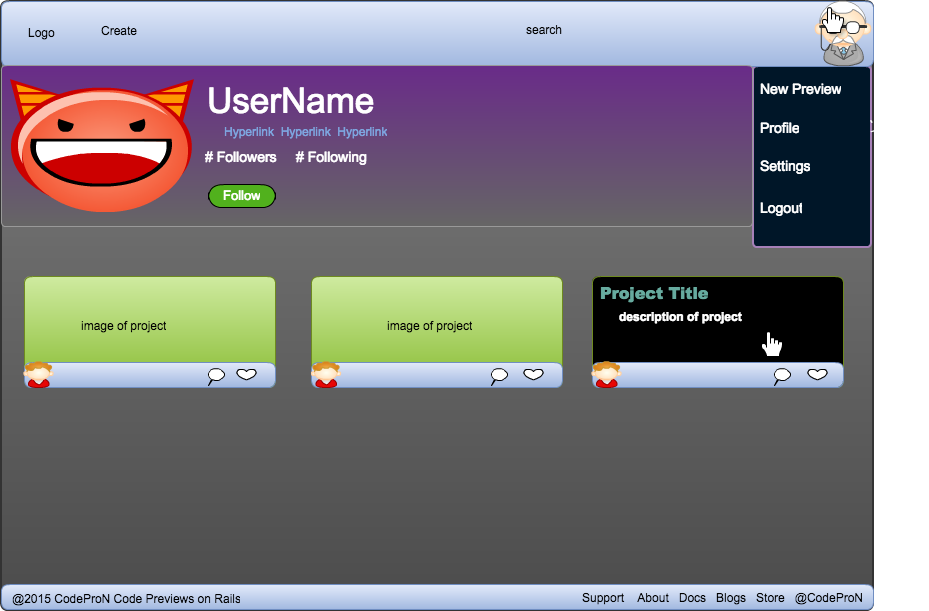 Logo
Create
search
New Preview
Profile
Settings
Logout
UserName
Hyperlink Hyperlink Hyperlink
# Followers # Following
Follow
image of project
image of project
Project Title
description of project
@2015 CodeProN Code Previews on Rails
Support About Docs Blogs Store @CodeProN